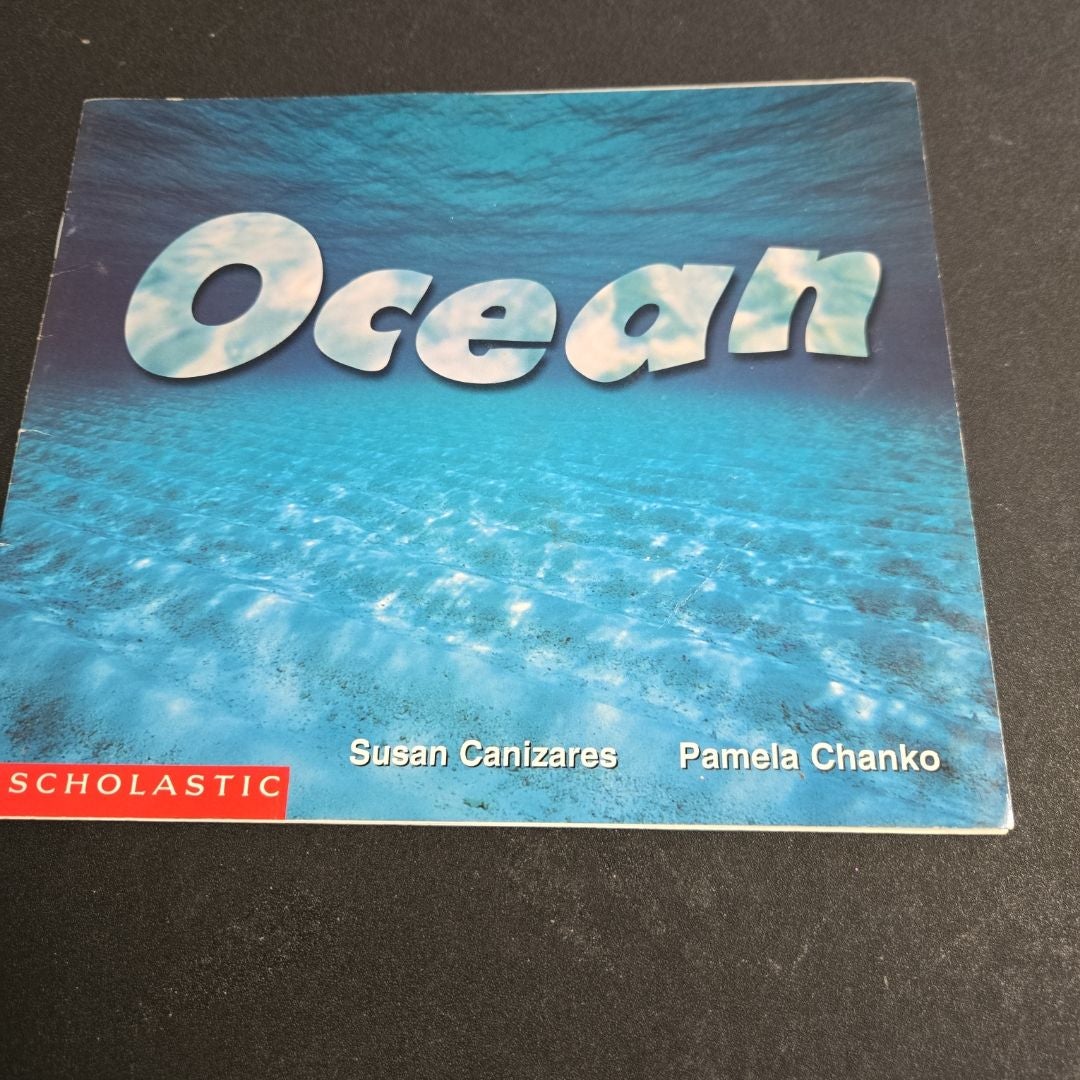 Ocean
Susan Canizares Pamela Chanko
SCHOLASTIC